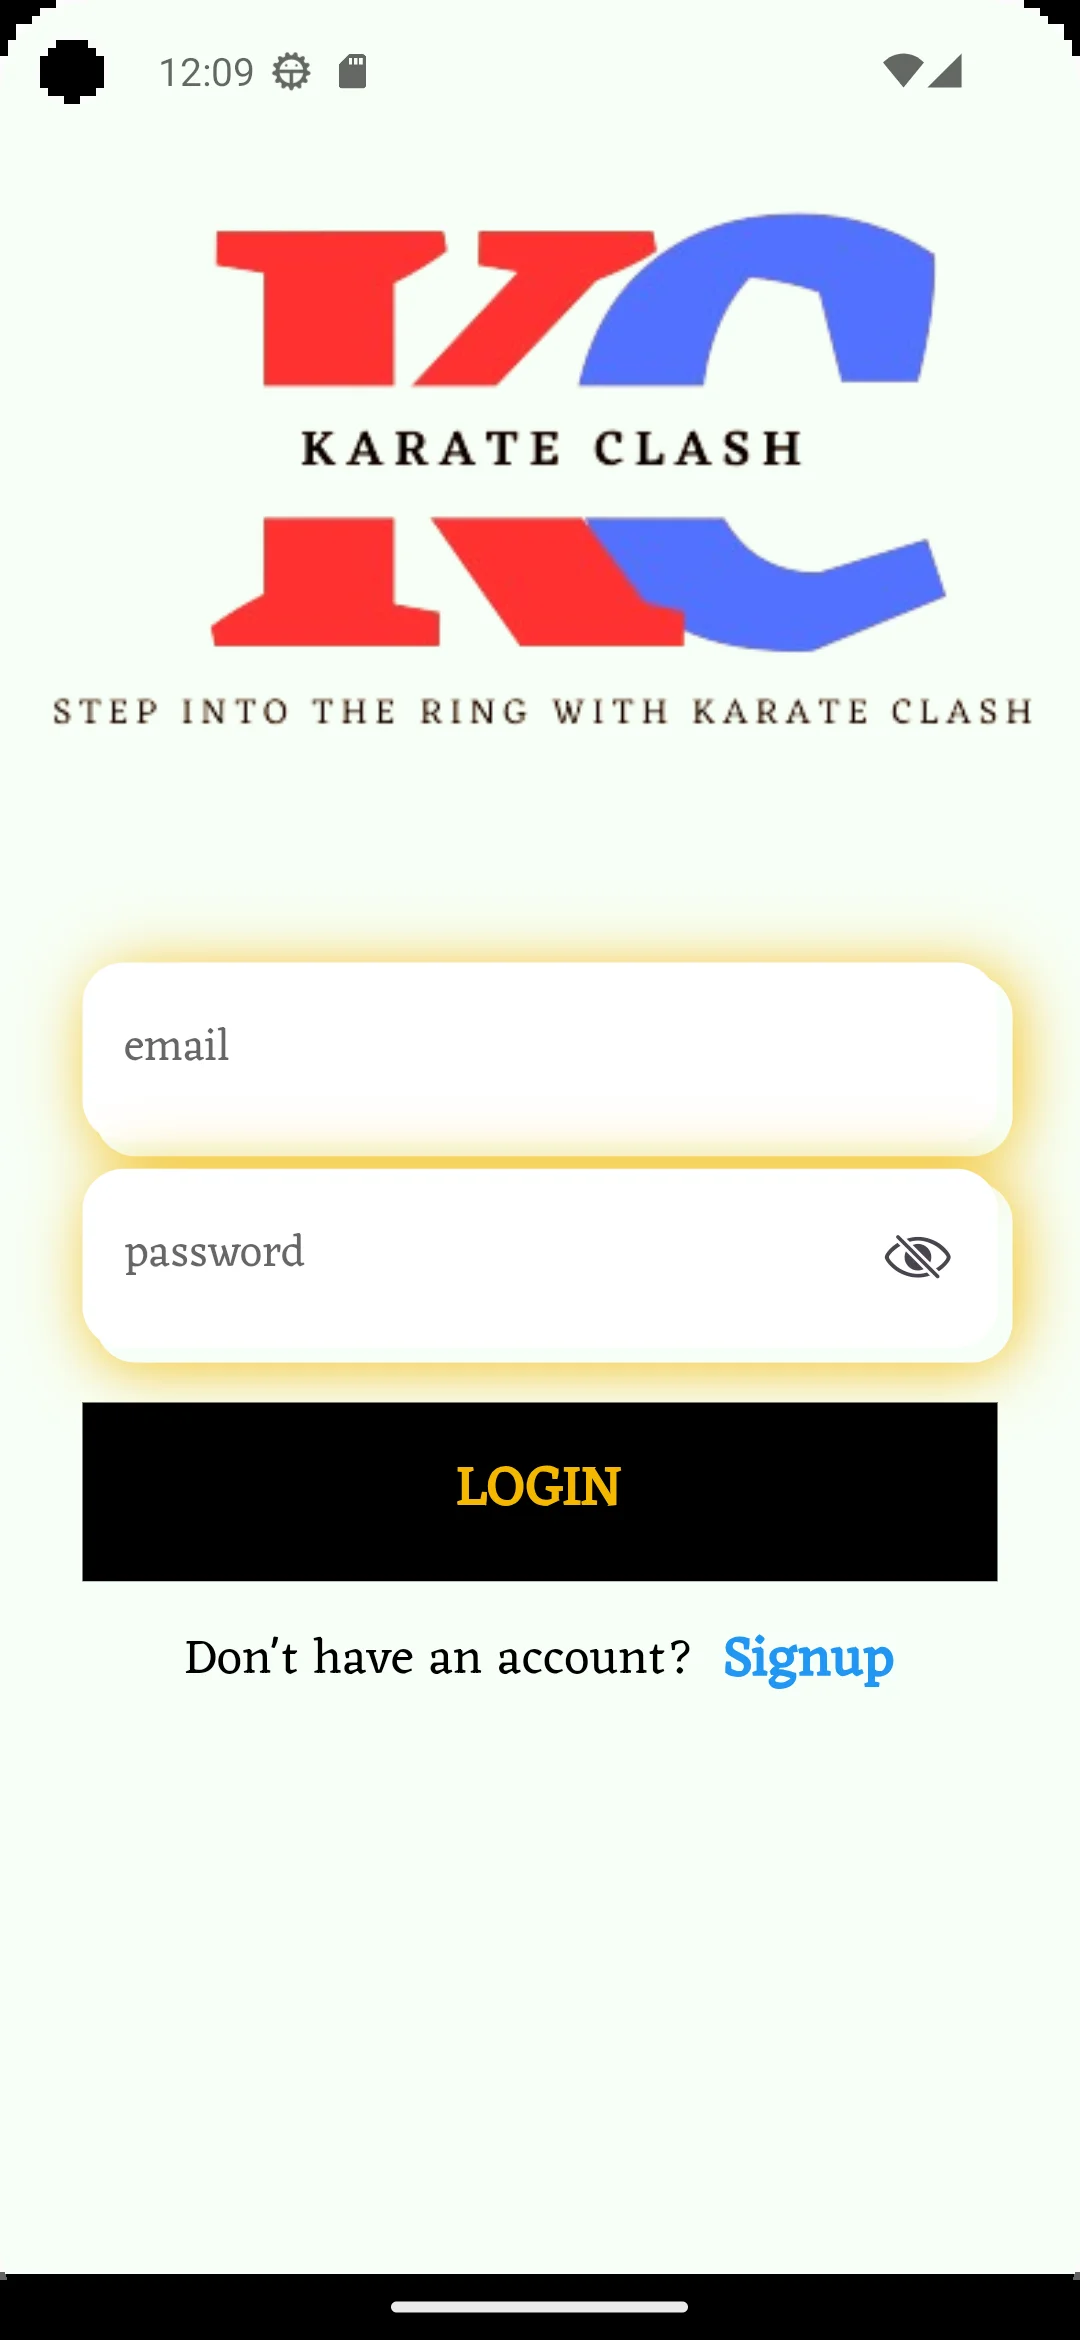 12:09
KC
KARATE CLASH
STEP INTO THE RING WITH KARATE CLASH
email
password
LOGIN
Don't have an account? Signup